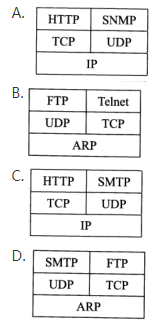 A.
HTTP SNMP
TCP UDP
IP
B.
FTP Telnet
UDP TCP
ARP
C.
HTTP SMTP
TCP UDP
IP
D.
SMTP FTP
UDP TCP
ARP